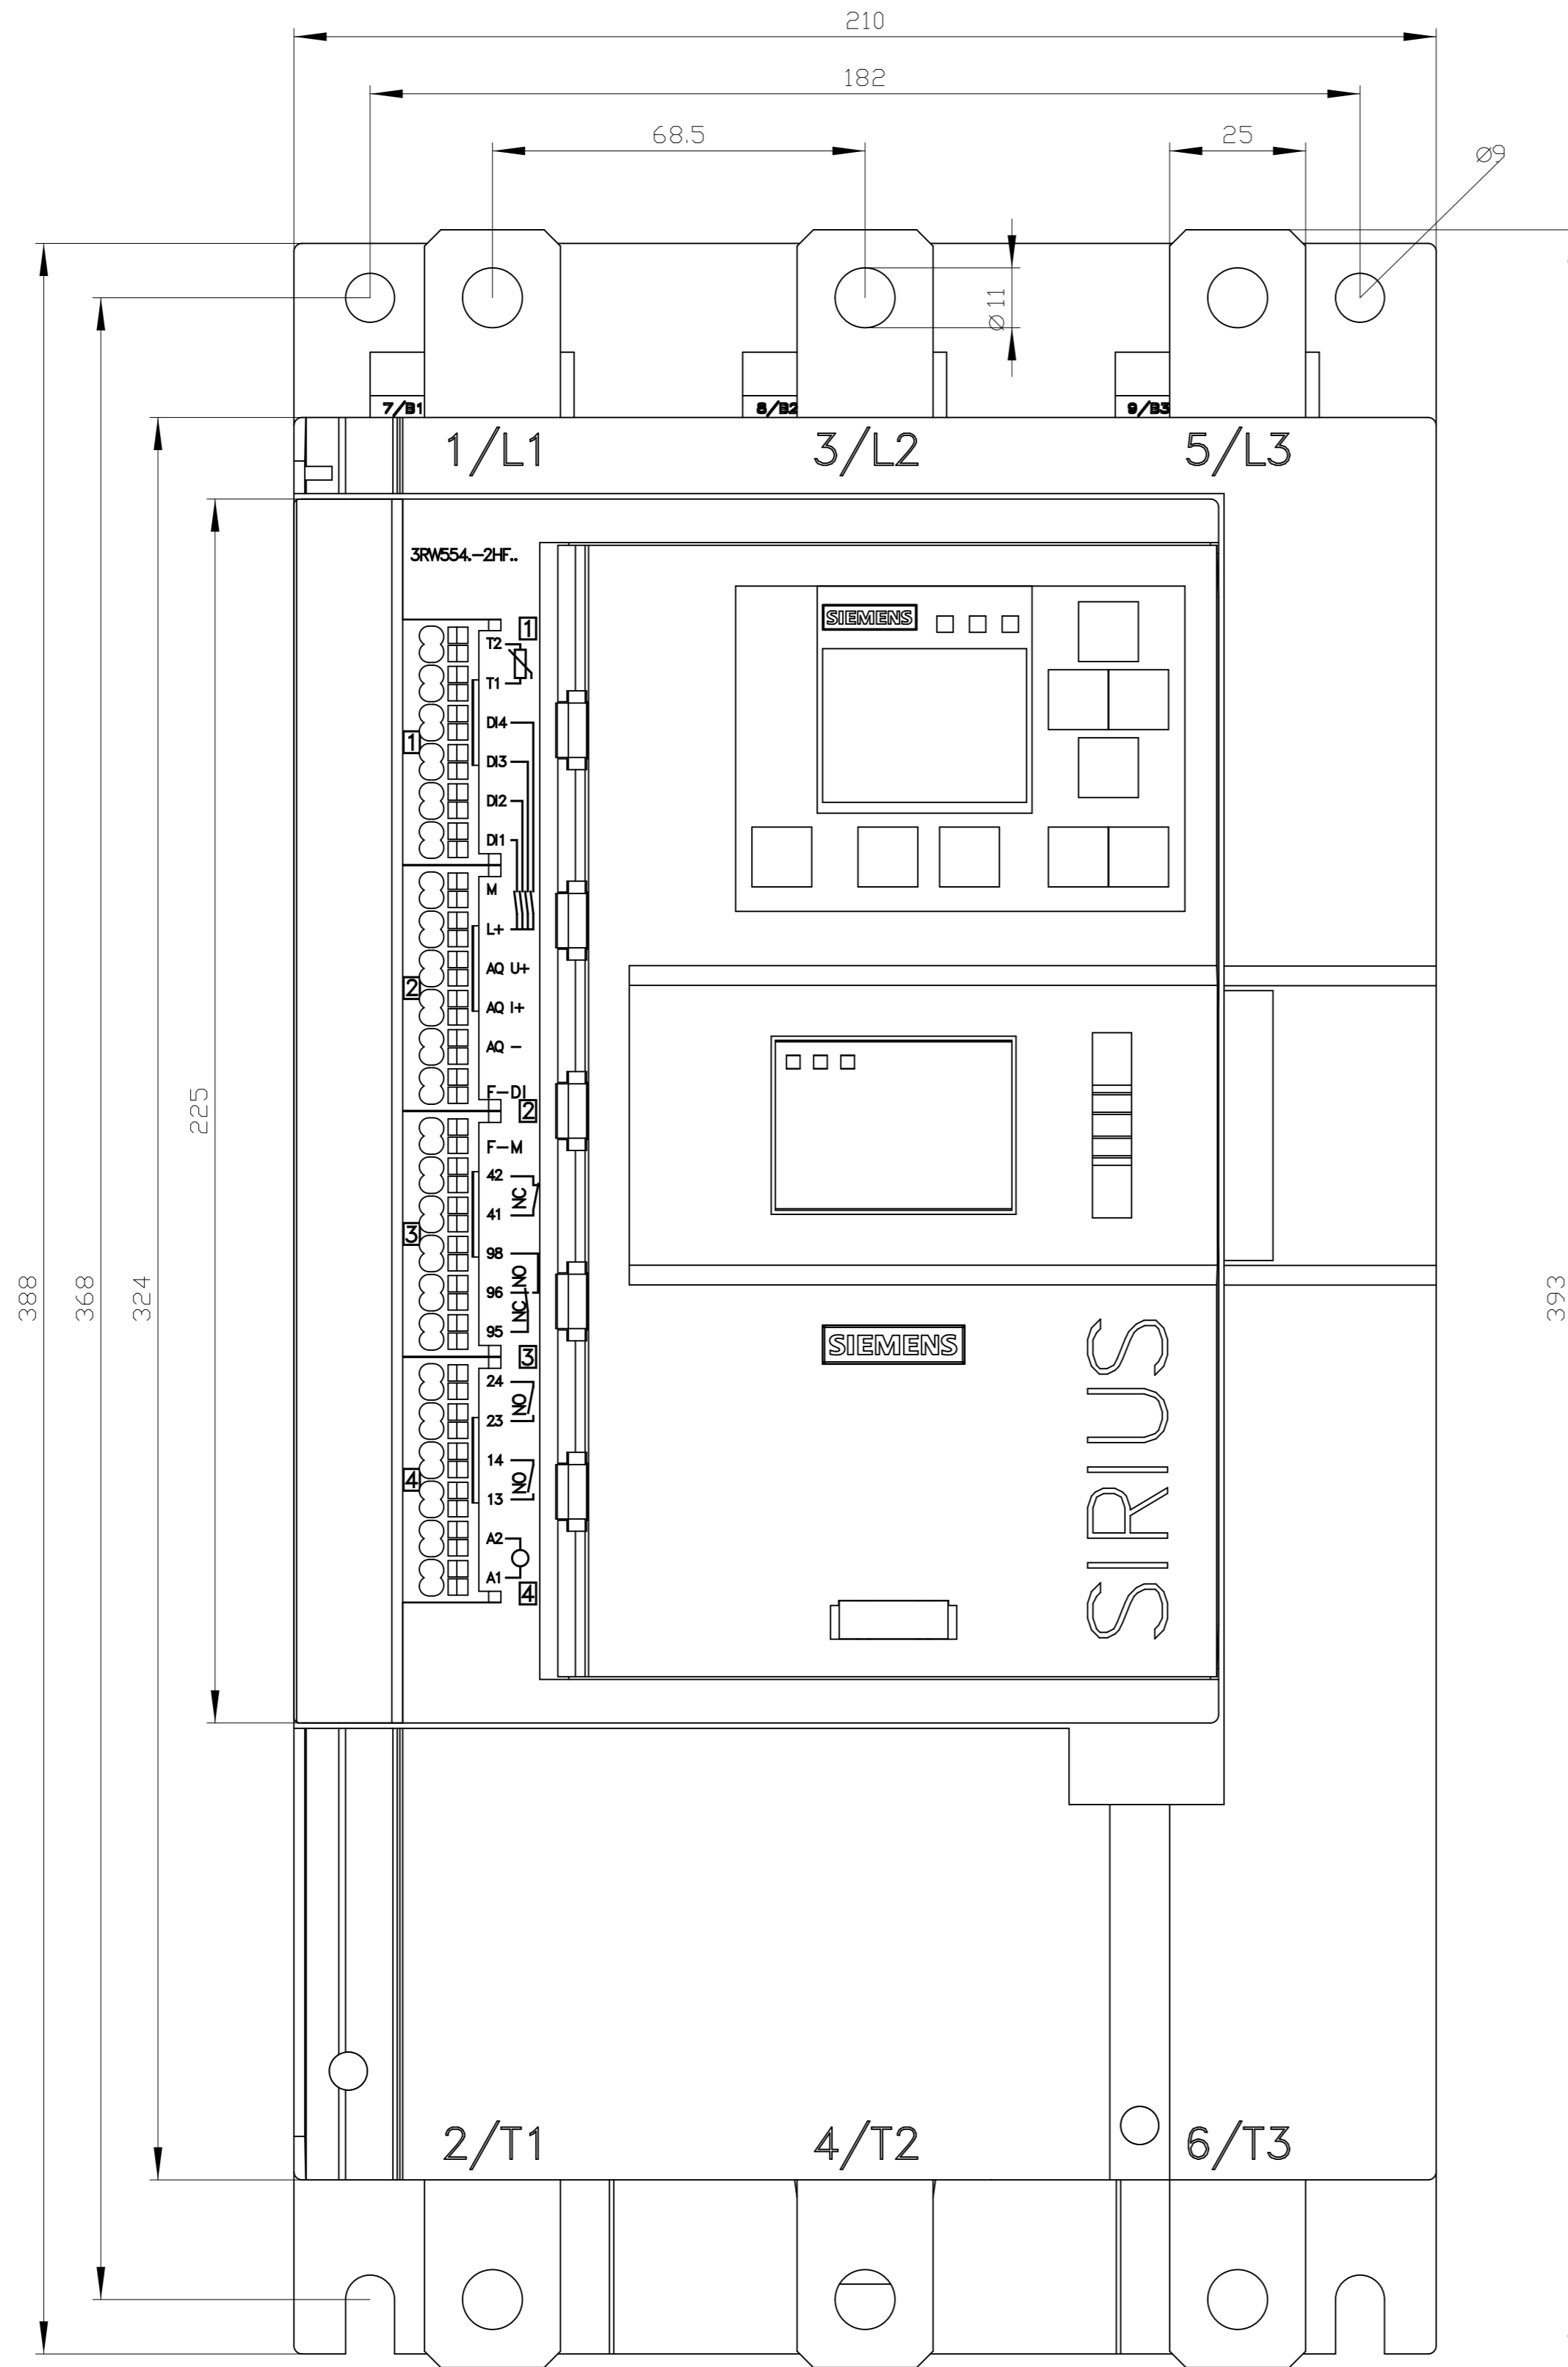 210
182
68.5
25
Ø9
Ø11
7/B1
8/B2
9/B3
1/L1
3/L2
5/L3
3RW554.-2HF..
SIEMENS
1
T2
T1
DI4
1
DI3
DI2
DI1
M
L+
AQ U+
2
AQ I+
AQ -
F-DI
2
F-M
42
NC
41
3
98
NO
96
NC
95
3
24
NO
23
14
4
NO
13
A2
A1
4
SIEMENS
SIRIUS
225
388
368
324
393
2/T1
4/T2
6/T3